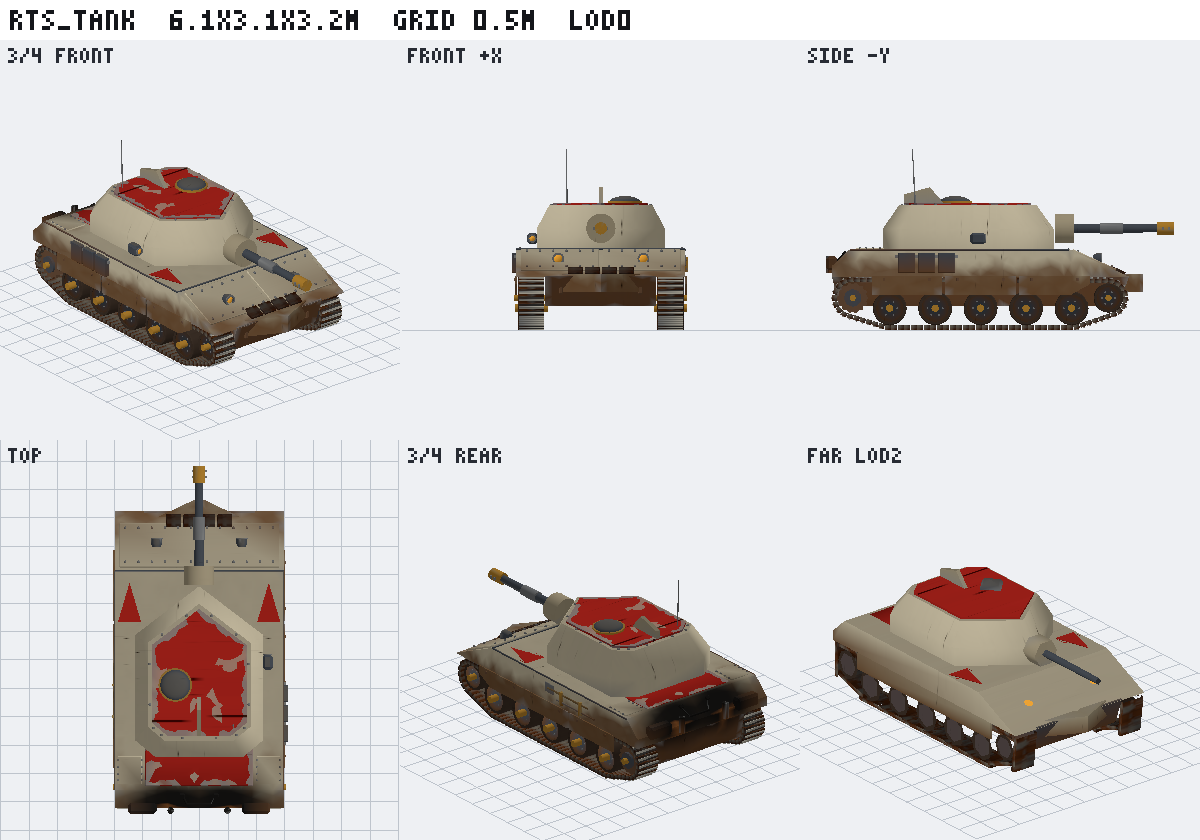 RTS_TANK 6.1X3.1X3.2M GRID 0.5M LOD0
3/4 FRONT
FRONT +X
SIDE -Y
TOP
3/4 REAR
FAR LOD2